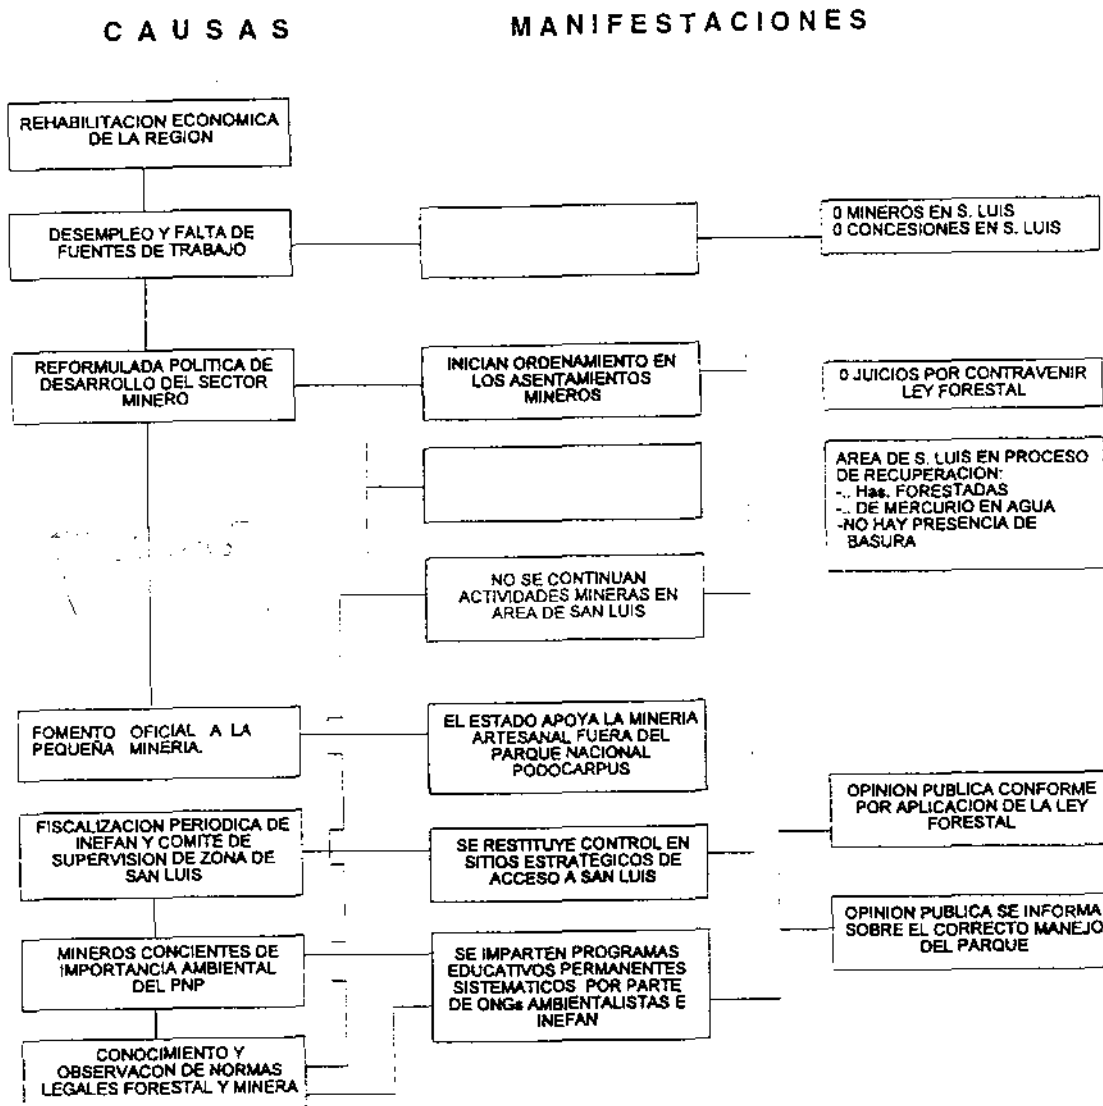 CAUSAS
MANIFESTACIONES
REHABILITACION ECONOMICA
DE LA REGION
DESEMPLEO Y FALTA DE
FUENTES DE TRABAJO
0 MINEROS EN S. LUIS
0 CONCESIONES EN S. LUIS
REFORMULADA POLITICA DE
DESARROLLO DEL SECTOR
MINERO
INICIAN ORDENAMIENTO EN
LOS ASENTAMIENTOS
MINEROS
0 JUICIOS POR CONTRAVENIR
LEY FORESTAL
AREA DE S. LUIS EN PROCESO
DE RECUPERACION:
-.. Has. FORESTADAS
-.. DE MERCURIO EN AGUA
-NO HAY PRESENCIA DE
BASURA
NO SE CONTINUAN
ACTIVIDADES MINERAS EN
AREA DE SAN LUIS
FOMENTO OFICIAL A LA
PEQUEÑA MINERIA.
EL ESTADO APOYA LA MINERIA
ARTESANAL FUERA DEL
PARQUE NACIONAL
PODOCARPUS
FISCALIZACION PERIODICA DE
INEFAN Y COMITE DE
SUPERVISION DE ZONA DE
SAN LUIS
SE RESTITUYE CONTROL EN
SITIOS ESTRATEGICOS DE
ACCESO A SAN LUIS
OPINION PUBLICA CONFORME
POR APLICACION DE LA LEY
FORESTAL
MINEROS CONCIENTES DE
IMPORTANCIA AMBIENTAL
DEL PNP
SE IMPARTEN PROGRAMAS
EDUCATIVOS PERMANENTES
SISTEMATICOS POR PARTE
DE ONGs AMBIENTALISTAS E
INEFAN
OPINION PUBLICA SE INFORMA
SOBRE EL CORRECTO MANEJO
DEL PARQUE
CONOCIMIENTO Y
OBSERVACON DE NORMAS
LEGALES FORESTAL Y MINERA